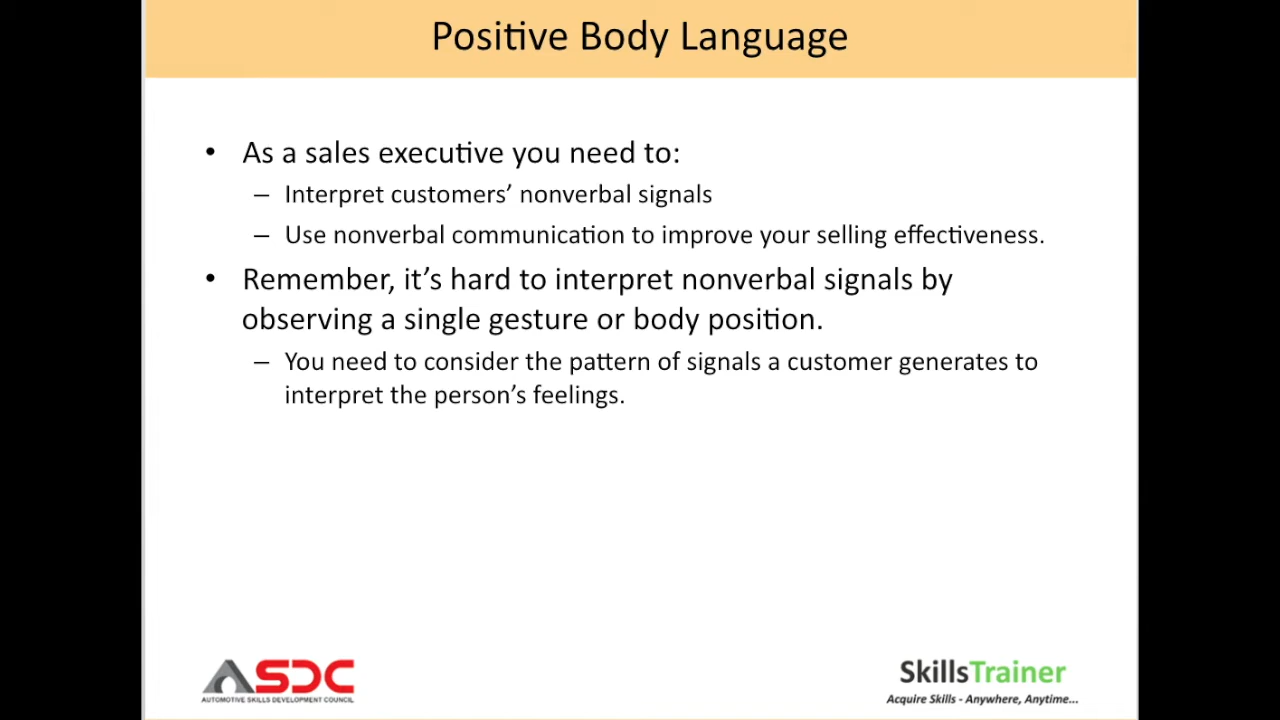 Positive Body Language
• As a sales executive you need to:
– Interpret customers’ nonverbal signals
– Use nonverbal communication to improve your selling effectiveness.
• Remember, it’s hard to interpret nonverbal signals by
observing a single gesture or body position.
– You need to consider the pattern of signals a customer generates to
interpret the person’s feelings.
ASDC
AUTOMOTIVE SKILLS DEVELOPMENT COUNCIL
SkillsTrainer
Acquire Skills - Anywhere, Anytime...